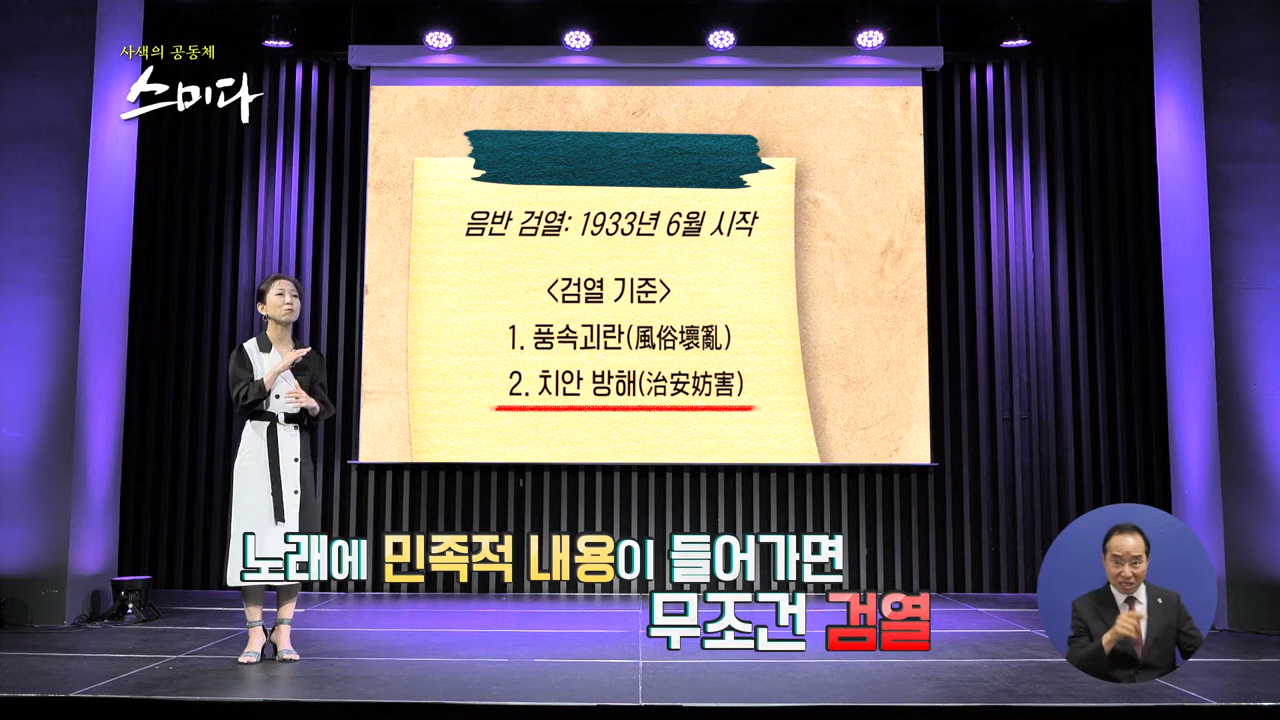 사색의 공동체
스미다
음반 검열: 1933년 6월 시작
<검열 기준>
1. 풍속괴란(風俗壞亂)
2. 치안 방해(治安妨害)
노래에 민족적 내용이 들어가면
무조건 검열